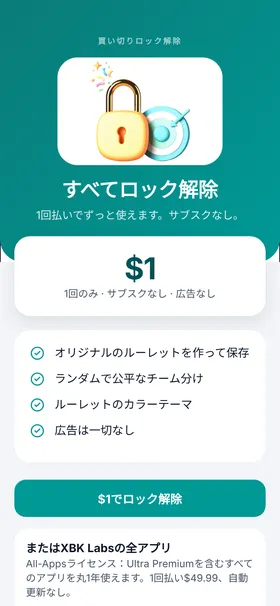 買い切りロック解除
すべてロック解除
1回払いでずっと使えます。サブスクなし。
$1
1回のみ · サブスクなし · 広告なし
オリジナルのルーレットを作って保存
ランダムで公平なチーム分け
ルーレットのカラーテーマ
広告は一切なし
$1でロック解除
またはXBK Labsの全アプリ
All-Appsライセンス：Ultra Premiumを含むすべて
のアプリを丸1年使えます。1回払い$49.99、自動
更新なし。